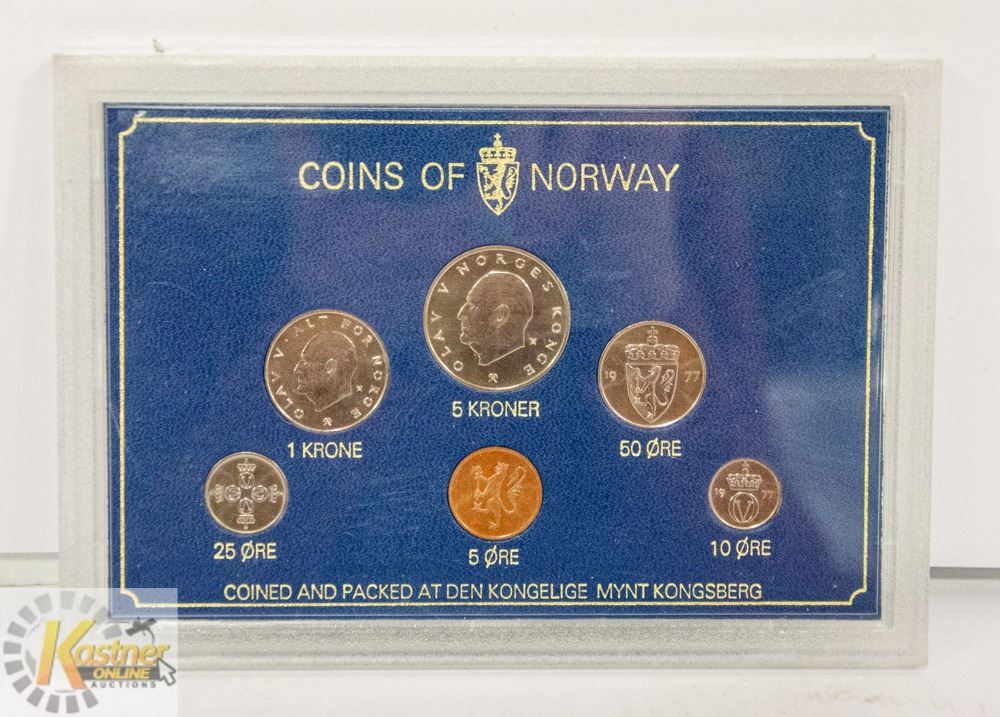 COINS OF NORWAY
OLAV V NORGES KONGE
OLAV V · ALT FOR NORGE
19 77
5 KRONER
1 KRONE
50 ØRE
19 77
25 ØRE
5 ØRE
10 ØRE
COINED AND PACKED AT DEN KONGELIGE MYNT KONGSBERG
Kastner
ONLINE
AUCTIONS